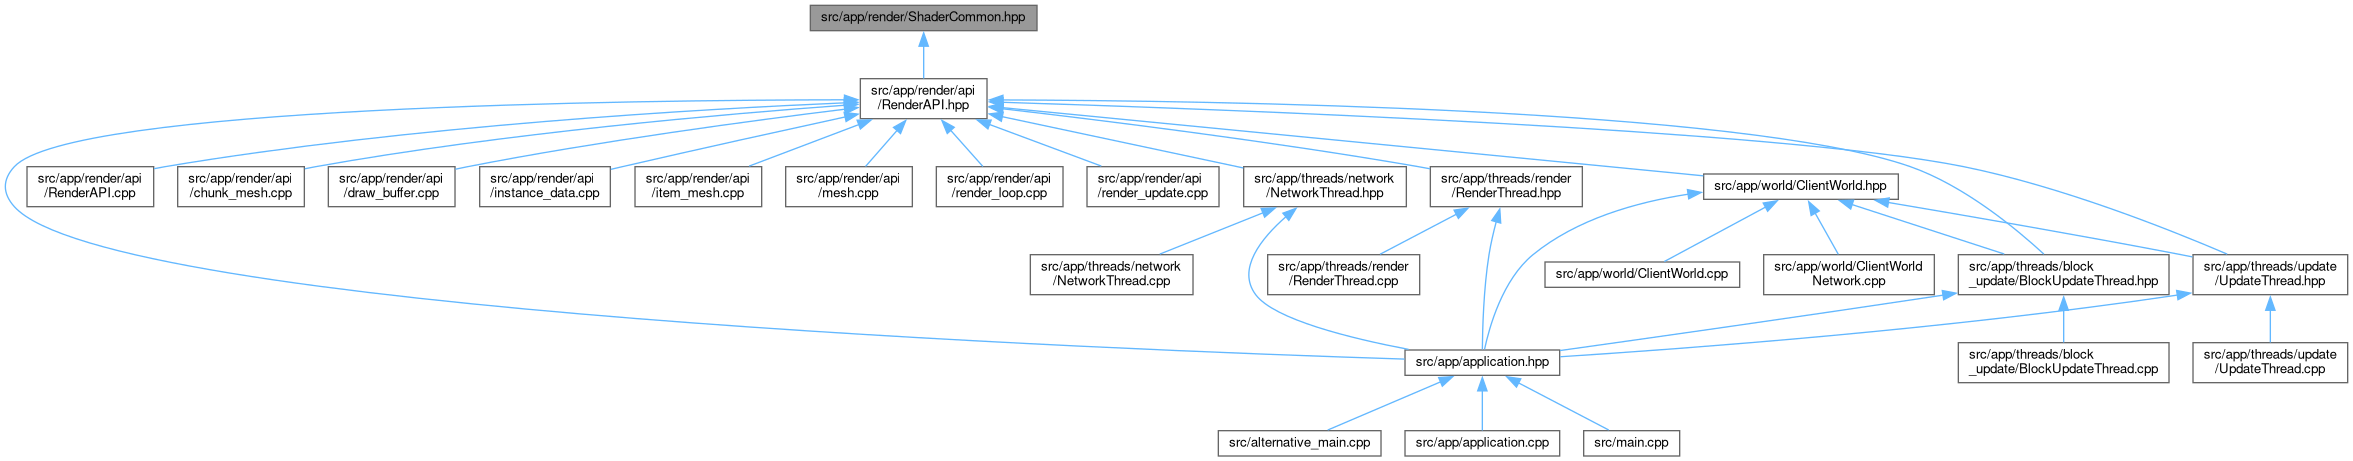 src/app/render/ShaderCommon.hpp
src/app/render/api
/RenderAPI.hpp
src/app/render/api
/RenderAPI.cpp
src/app/render/api
/chunk_mesh.cpp
src/app/render/api
/draw_buffer.cpp
src/app/render/api
/instance_data.cpp
src/app/render/api
/item_mesh.cpp
src/app/render/api
/mesh.cpp
src/app/render/api
/render_loop.cpp
src/app/render/api
/render_update.cpp
src/app/threads/network
/NetworkThread.hpp
src/app/threads/render
/RenderThread.hpp
src/app/world/ClientWorld.hpp
src/app/threads/network
/NetworkThread.cpp
src/app/threads/render
/RenderThread.cpp
src/app/world/ClientWorld.cpp
src/app/world/ClientWorld
Network.cpp
src/app/threads/block
_update/BlockUpdateThread.hpp
src/app/threads/update
/UpdateThread.hpp
src/app/application.hpp
src/app/threads/block
_update/BlockUpdateThread.cpp
src/app/threads/update
/UpdateThread.cpp
src/alternative_main.cpp
src/app/application.cpp
src/main.cpp